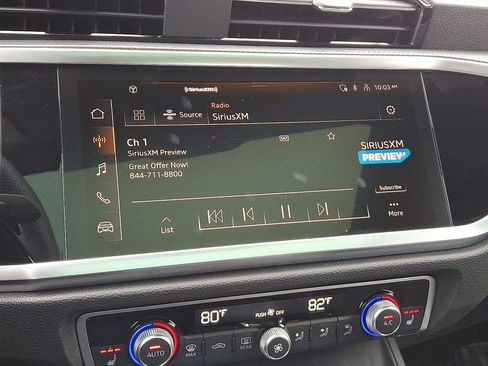 ((SiriusXM))
10:03 AM
Radio
Source
SiriusXM
Ch 1
SAT
SiriusXM Preview
Great Offer Now!
844-711-8800
SIRIUSXM
PREVIEW
Subscribe
List
More
80°F
PUSH OFF
82°F
AUTO
MAX
REAR
A/C